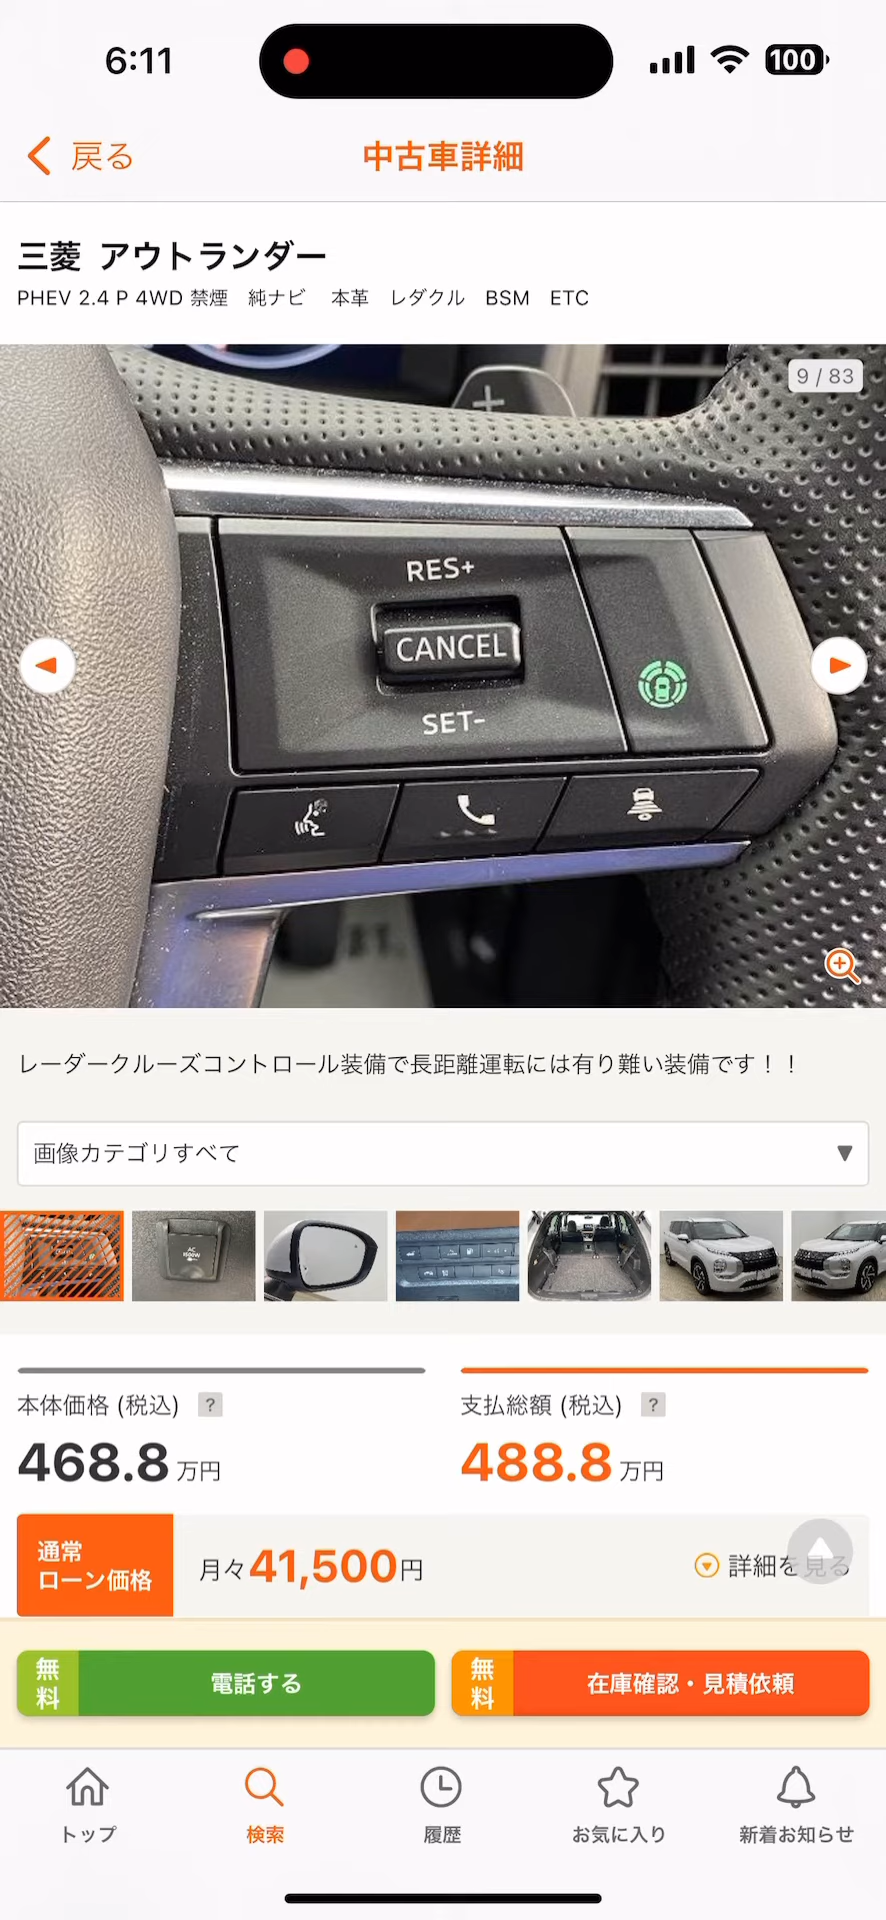 6:11
100
戻る
中古車詳細
三菱 アウトランダー
PHEV 2.4 P 4WD 禁煙 純ナビ 本革 レダクル BSM ETC
9 / 83
RES+
CANCEL
SET-
レーダークルーズコントロール装備で長距離運転には有り難い装備です！！
画像カテゴリすべて
AC
1500W
本体価格 (税込) ?
468.8 万円
支払総額 (税込) ?
488.8 万円
通常
ローン価格
月々41,500円
詳細を見る
無料
電話する
無料
在庫確認・見積依頼
トップ
検索
履歴
お気に入り
新着お知らせ